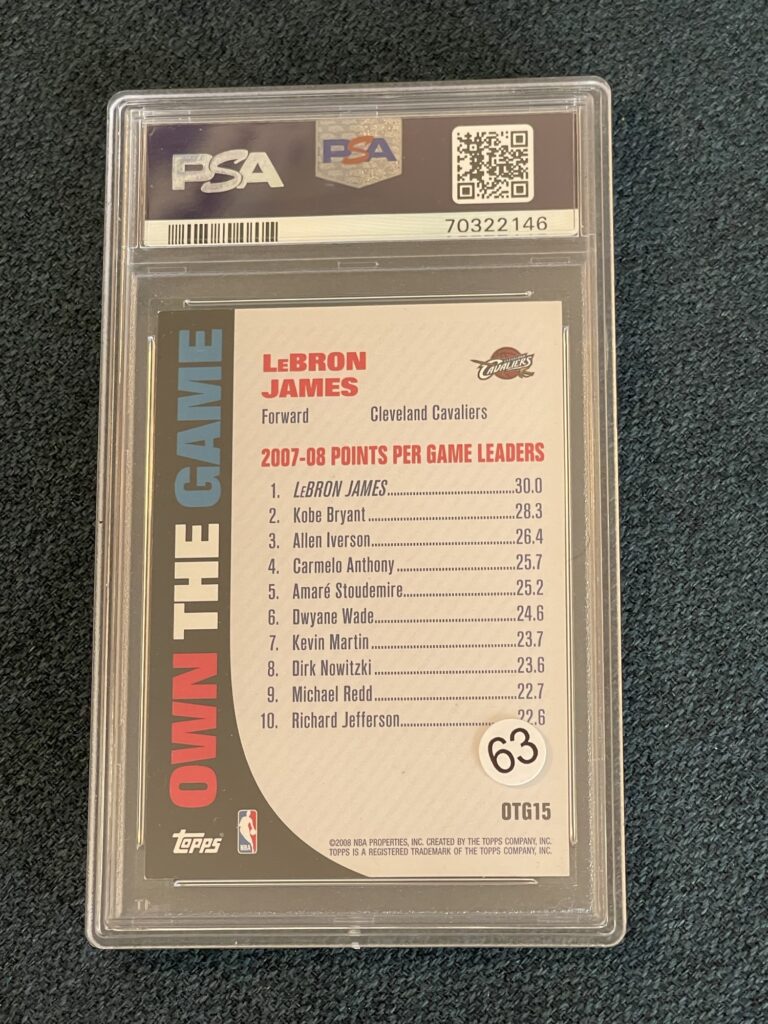 PSA
PSA
70322146
OWN THE GAME
LeBRON
JAMES
CAVALIERS
Forward Cleveland Cavaliers
2007-08 POINTS PER GAME LEADERS
1. LeBRON JAMES 30.0
2. Kobe Bryant 28.3
3. Allen Iverson 26.4
4. Carmelo Anthony 25.7
5. Amaré Stoudemire 25.2
6. Dwyane Wade 24.6
7. Kevin Martin 23.7
8. Dirk Nowitzki 23.6
9. Michael Redd 22.7
10. Richard Jefferson 22.6
63
OTG15
topps
NBA
©2008 NBA PROPERTIES, INC. CREATED BY THE TOPPS COMPANY, INC.
TOPPS IS A REGISTERED TRADEMARK OF THE TOPPS COMPANY, INC.